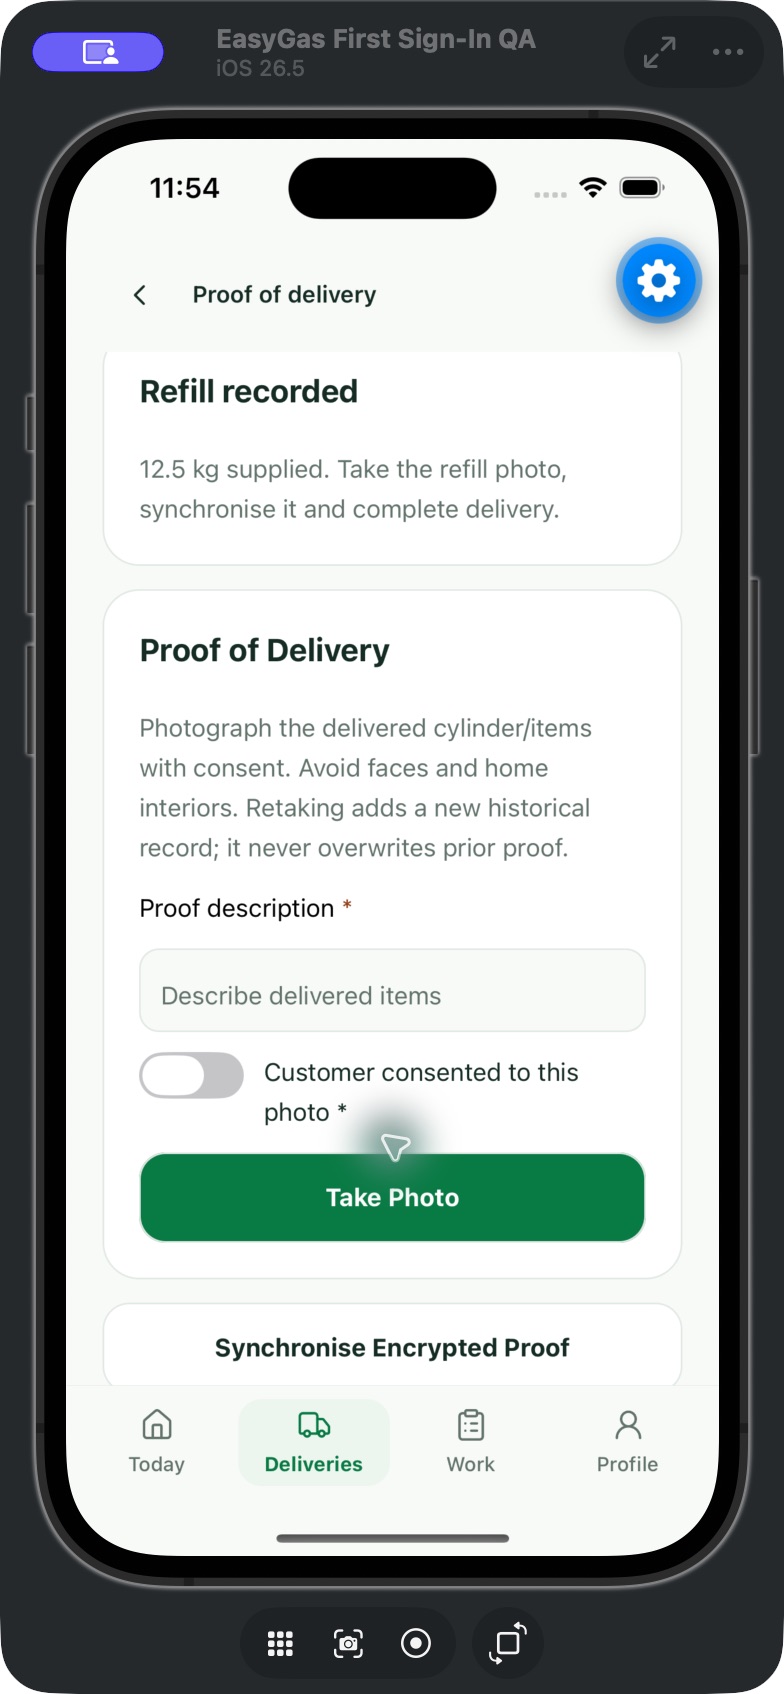 EasyGas First Sign-In QA
iOS 26.5
11:54
Proof of delivery
Refill recorded
12.5 kg supplied. Take the refill photo,
synchronise it and complete delivery.
Proof of Delivery
Photograph the delivered cylinder/items
with consent. Avoid faces and home
interiors. Retaking adds a new historical
record; it never overwrites prior proof.
Proof description *
Describe delivered items
Customer consented to this
photo *
Take Photo
Synchronise Encrypted Proof
Today
Deliveries
Work
Profile